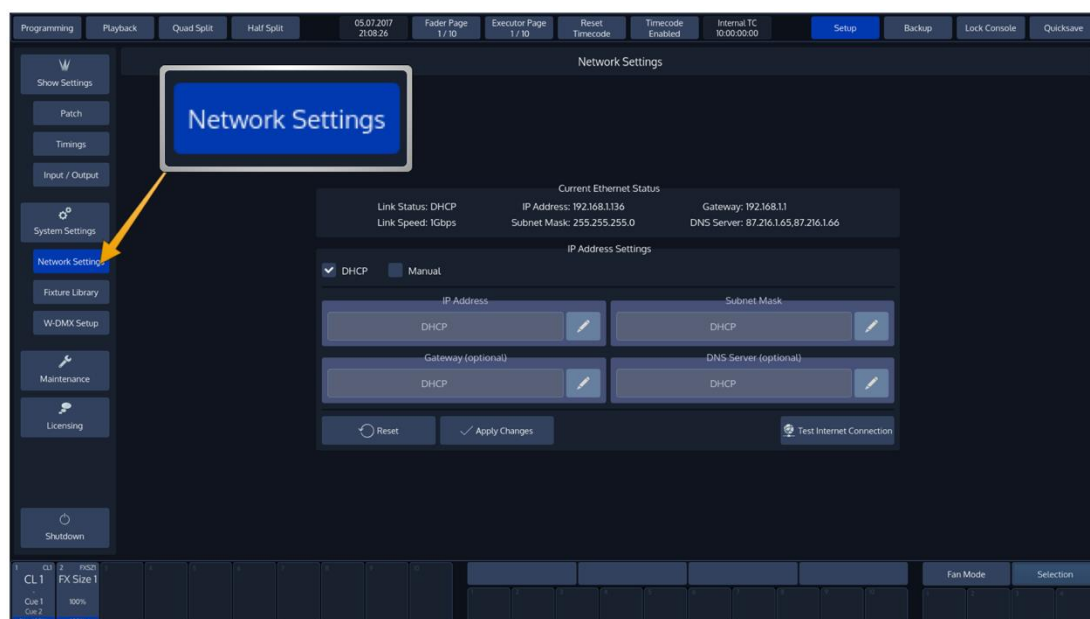 Programming
Playback
Quad Split
Half Split
05.07.2017
21:08:26
Fader Page
1 / 10
Executor Page
1 / 10
Reset
Timecode
Timecode
Enabled
Internal TC
10:00:00:00
Setup
Backup
Lock Console
Quicksave
Show Settings
Patch
Timings
Input / Output
System Settings
Network Settings
Fixture Library
W-DMX Setup
Maintenance
Licensing
Shutdown
Network Settings
Network Settings
Current Ethernet Status
Link Status: DHCP
IP Address: 192.168.1.136
Gateway: 192.168.1.1
Link Speed: 1Gbps
Subnet Mask: 255.255.255.0
DNS Server: 87.216.1.65,87.216.1.66
IP Address Settings
DHCP
Manual
IP Address
Subnet Mask
DHCP
DHCP
Gateway (optional)
DNS Server (optional)
DHCP
DHCP
Reset
Apply Changes
Test Internet Connection
1 CL1
CL 1
-
Cue 1
Cue 2
2 FXSZ1
FX Size 1
100%
Fan Mode
Selection